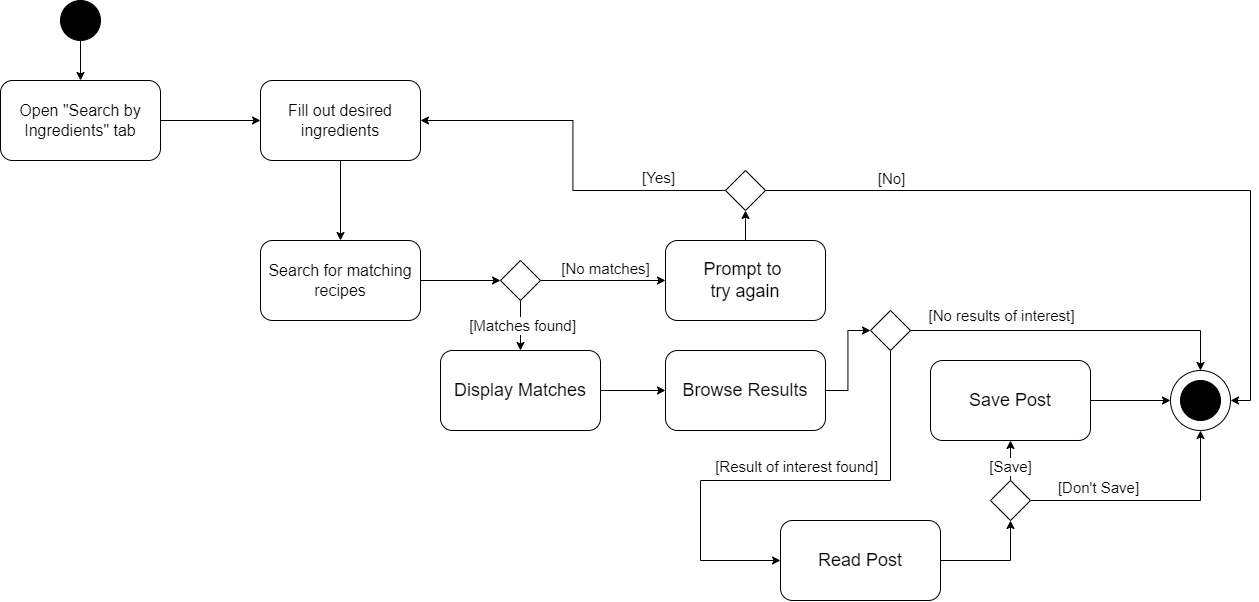 Open "Search by
Ingredients" tab
Fill out desired
ingredients
[Yes]
[No]
Search for matching
recipes
[No matches]
Prompt to
try again
[Matches found]
[No results of interest]
Display Matches
Browse Results
Save Post
[Result of interest found]
[Save]
[Don't Save]
Read Post